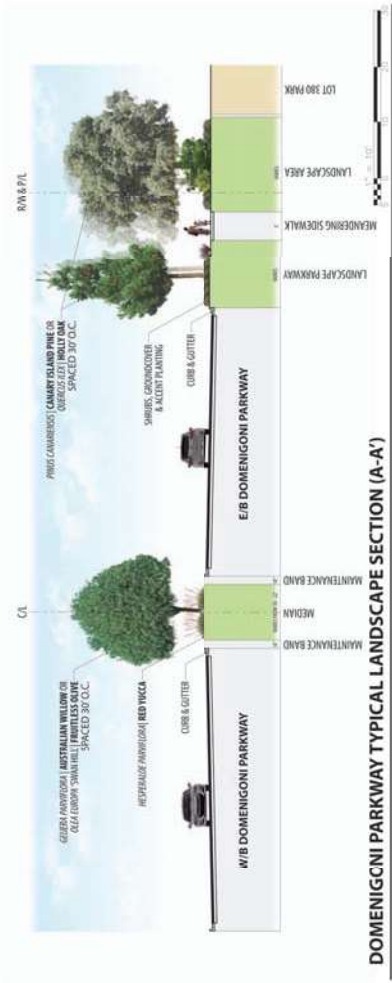 C/L
R/W & P/L
GEIJERA PARVIFLORA | AUSTRALIAN WILLOW OR
OLEA EUROPA 'SWAN HILL' | FRUITLESS OLIVE
SPACED 30' O.C.
PINUS CANARIENSIS | CANARY ISLAND PINE OR
QUERCUS ILEX | HOLLY OAK
SPACED 30' O.C.
HESPERALOE PARVIFLORA | RED YUCCA
SHRUBS, GROUNDCOVER
& ACCENT PLANTING
CURB & GUTTER
CURB & GUTTER
W/B DOMENIGONI PARKWAY
E/B DOMENIGONI PARKWAY
MAINTENANCE BAND
MEDIAN
MAINTENANCE BAND
LANDSCAPE PARKWAY
MEANDERING SIDEWALK
LANDSCAPE AREA
LOT 380 PARK
DOMENIGONI PARKWAY TYPICAL LANDSCAPE SECTION (A-A')
1" = 10'